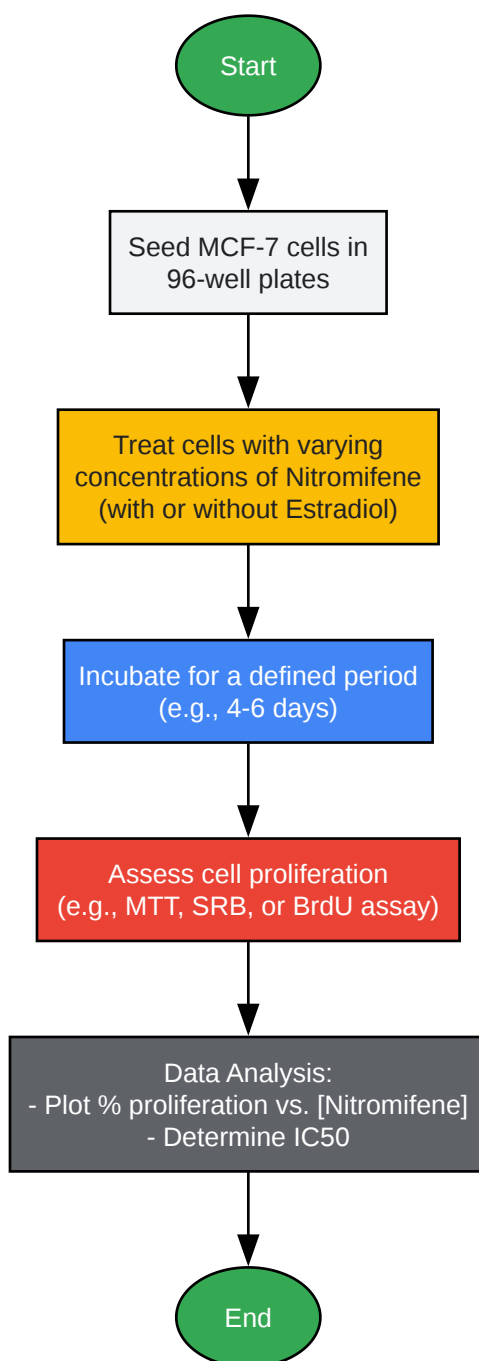 Start
Seed MCF-7 cells in
96-well plates
Treat cells with varying
concentrations of Nitromifene
(with or without Estradiol)
Incubate for a defined period
(e.g., 4-6 days)
Assess cell proliferation
(e.g., MTT, SRB, or BrdU assay)
Data Analysis:
- Plot % proliferation vs. [Nitromifene]
- Determine IC50
End